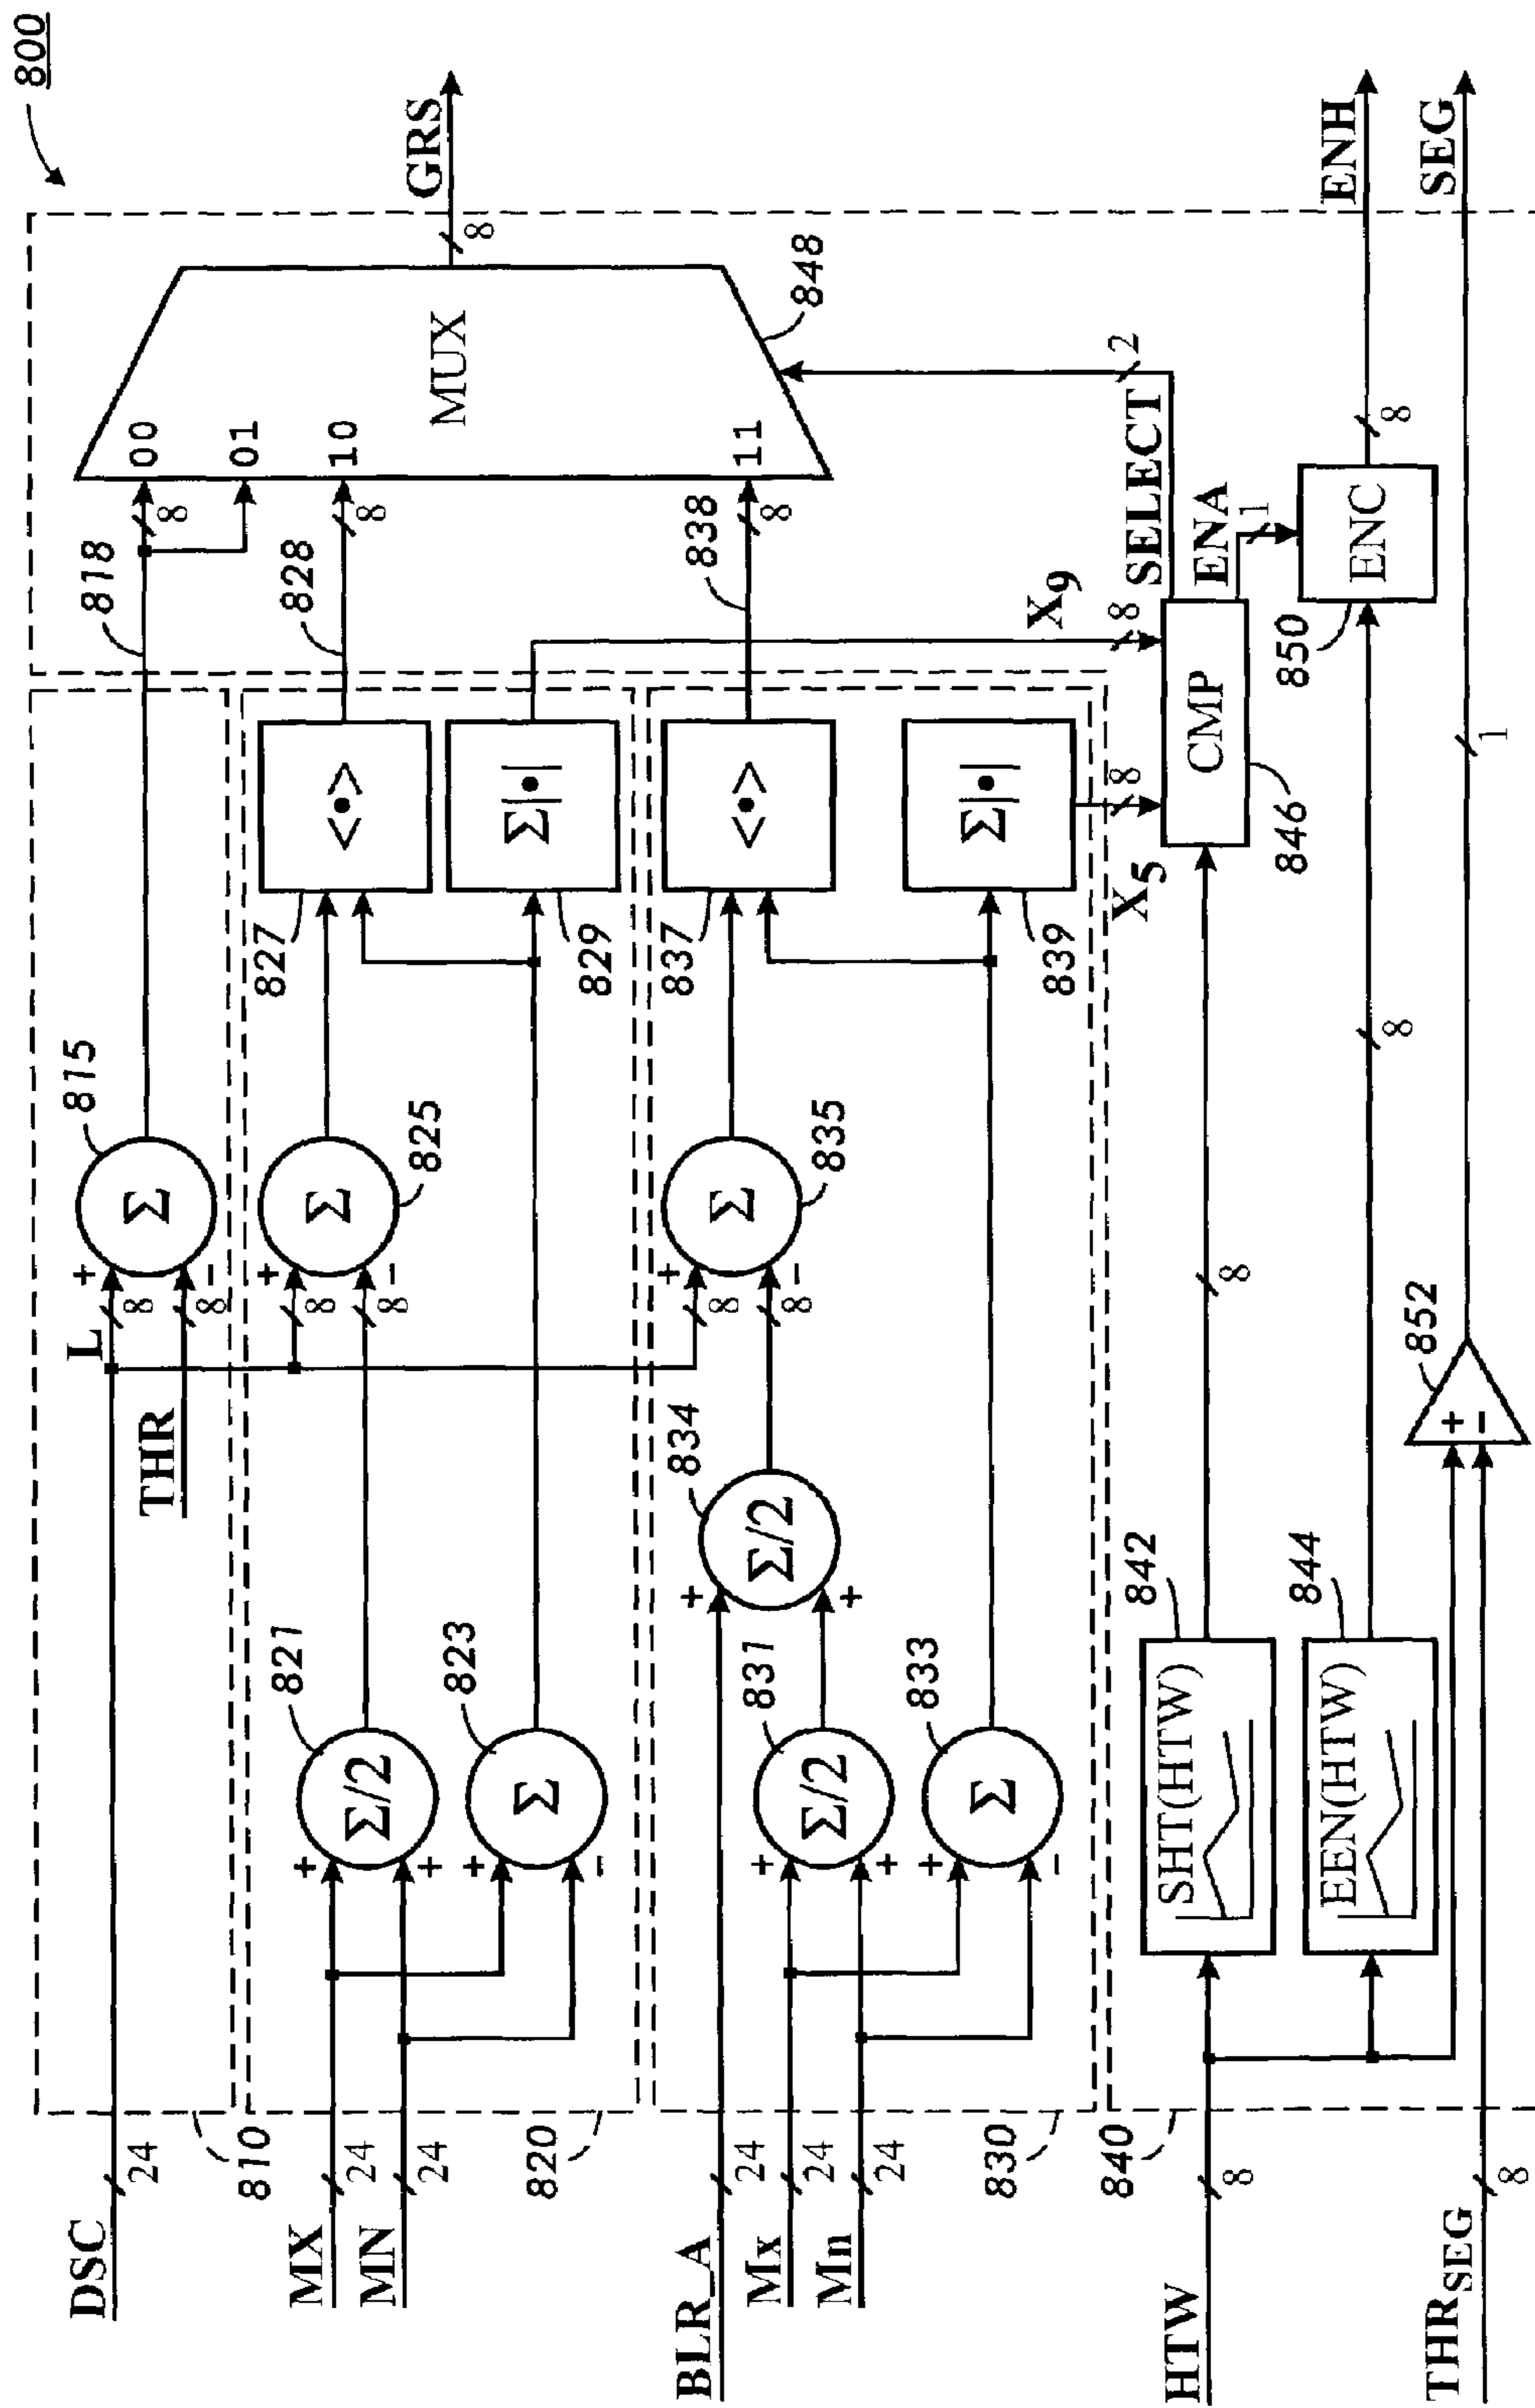 800
DSC
24
810
L
8
+
THR
8
-
Σ
815
818
8
00
01
MX
24
MN
24
820
+
+
Σ/2
821
+
-
Σ
823
+
8
-
8
Σ
825
<•>
827
828
8
10
Σ|•|
829
X9
8
BLR_A
24
Mx
24
Mn
24
830
+
+
Σ/2
831
+
-
Σ
833
+
+
Σ/2
834
+
8
-
8
Σ
835
<•>
837
838
8
11
Σ|•|
839
X5
8
MUX
848
8
GRS
HTW
8
840
SHT(HTW)
842
8
CMP
846
SELECT
2
ENA
1
EEN(HTW)
844
8
ENC
850
8
ENH
THRSEG
8
+
-
852
1
SEG